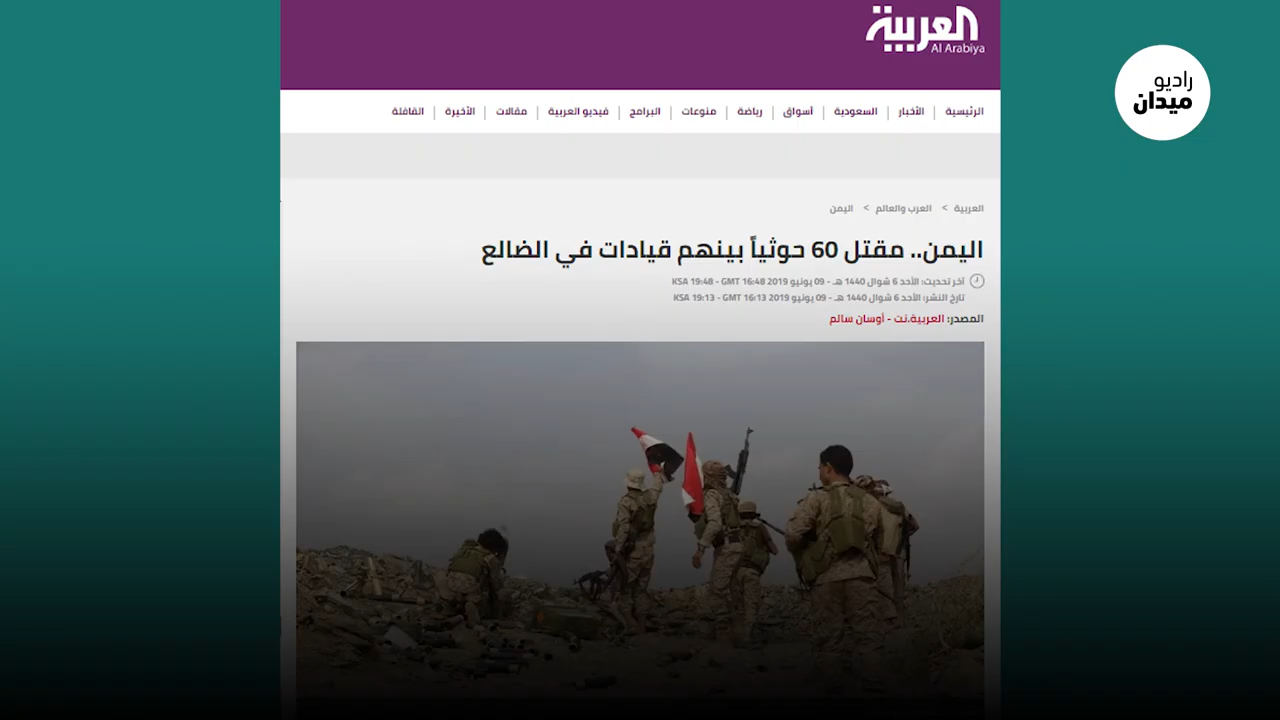 العربية
Al Arabiya
راديو
ميدان
الرئيسية | الأخبار | السعودية | أسواق | رياضة | منوعات | البرامج | فيديو العربية | مقالات | الأخيرة | القافلة
العربية > العرب والعالم > اليمن
اليمن.. مقتل 60 حوثياً بينهم قيادات في الضالع
آخر تحديث: الأحد 6 شوال 1440 هـ - 09 يونيو 2019 KSA 19:48 - GMT 16:48
تارخ النشر: الأحد 6 شوال 1440 هـ - 09 يونيو 2019 KSA 19:13 - GMT 16:13
المصدر: العربية.نت - أوسان سالم